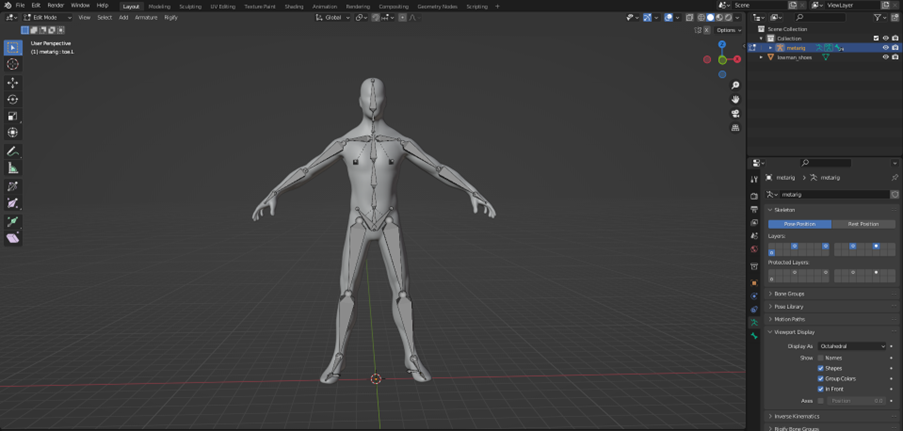 File Edit Render Window Help Layout Modeling Sculpting UV Editing Texture Paint Shading Animation Rendering Compositing Geometry Nodes Scripting + Scene ViewLayer
Edit Mode View Select Add Armature Rigify Global
Options
User Perspective
(1) metarig : toe.L
Scene Collection
Collection
metarig
metarig metarig
metarig
Skeleton
Pose Position Rest Position
Layers:
Protected Layers:
Bone Groups
Pose Library
Motion Paths
Viewport Display
Display As Octahedral
Show Names
Shapes
Group Colors
In Front
Axes Position 0.0
Inverse Kinematics
Rigify Bone Groups